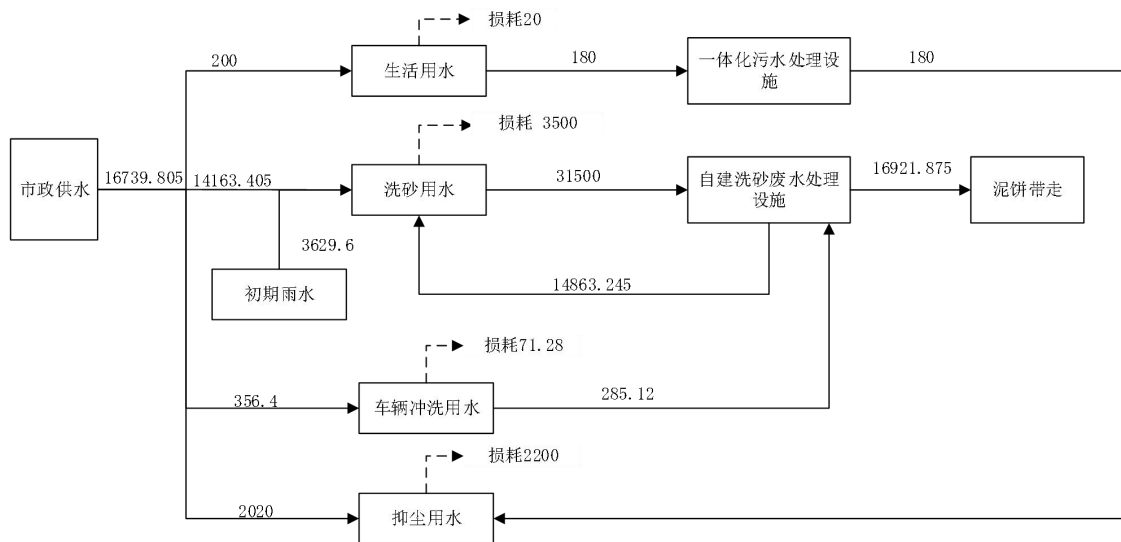 损耗20
200
生活用水
180
一体化污水处理设
施
180
损耗 3500
市政供水
16739.805
14163.405
洗砂用水
31500
自建洗砂废水处理
设施
16921.875
泥饼带走
3629.6
初期雨水
14863.245
损耗71.28
356.4
车辆冲洗用水
285.12
损耗2200
2020
抑尘用水